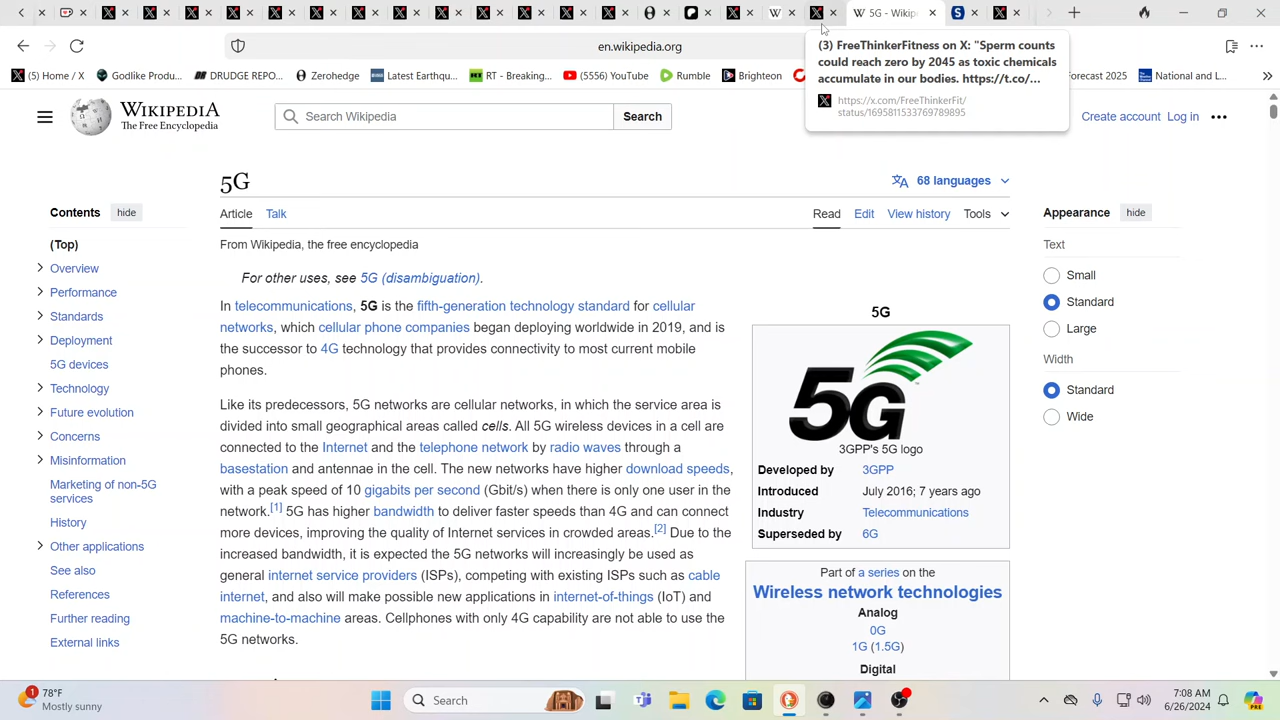 5G - Wikip
en.wikipedia.org
(3) FreeThinkerFitness on X: "Sperm counts
could reach zero by 2045 as toxic chemicals
accumulate in our bodies. https://t.co/...
https://x.com/FreeThinkerFit/
status/1695811533769789895
(5) Home / X
Godlike Produ...
DRUDGE REPO...
Zerohedge
Latest Earthqu...
RT - Breaking...
(5556) YouTube
Rumble
Brighteon
Forecast 2025
National and L...
WIKIPEDIA
The Free Encyclopedia
Search Wikipedia
Search
Create account
Log in
5G
68 languages
Contents
hide
Article
Talk
Read
Edit
View history
Tools
Appearance
hide
(Top)
Overview
Performance
Standards
Deployment
5G devices
Technology
Future evolution
Concerns
Misinformation
Marketing of non-5G
services
History
Other applications
See also
References
Further reading
External links
From Wikipedia, the free encyclopedia
For other uses, see 5G (disambiguation).
In telecommunications, 5G is the fifth-generation technology standard for cellular
networks, which cellular phone companies began deploying worldwide in 2019, and is
the successor to 4G technology that provides connectivity to most current mobile
phones.
Like its predecessors, 5G networks are cellular networks, in which the service area is
divided into small geographical areas called cells. All 5G wireless devices in a cell are
connected to the Internet and the telephone network by radio waves through a
basestation and antennae in the cell. The new networks have higher download speeds,
with a peak speed of 10 gigabits per second (Gbit/s) when there is only one user in the
network.[1] 5G has higher bandwidth to deliver faster speeds than 4G and can connect
more devices, improving the quality of Internet services in crowded areas.[2] Due to the
increased bandwidth, it is expected the 5G networks will increasingly be used as
general internet service providers (ISPs), competing with existing ISPs such as cable
internet, and also will make possible new applications in internet-of-things (IoT) and
machine-to-machine areas. Cellphones with only 4G capability are not able to use the
5G networks.
5G
5G
3GPP's 5G logo
Developed by 3GPP
Introduced July 2016; 7 years ago
Industry Telecommunications
Superseded by 6G
Part of a series on the
Wireless network technologies
Analog
0G
1G (1.5G)
Digital
Text
Small
Standard
Large
Width
Standard
Wide
1
78°F
Mostly sunny
Search
7:08 AM
6/26/2024
PRE